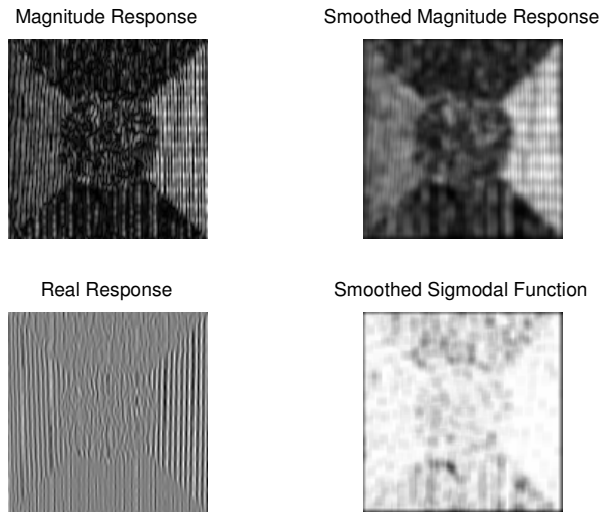 Magnitude Response
Smoothed Magnitude Response
Real Response
Smoothed Sigmodal Function